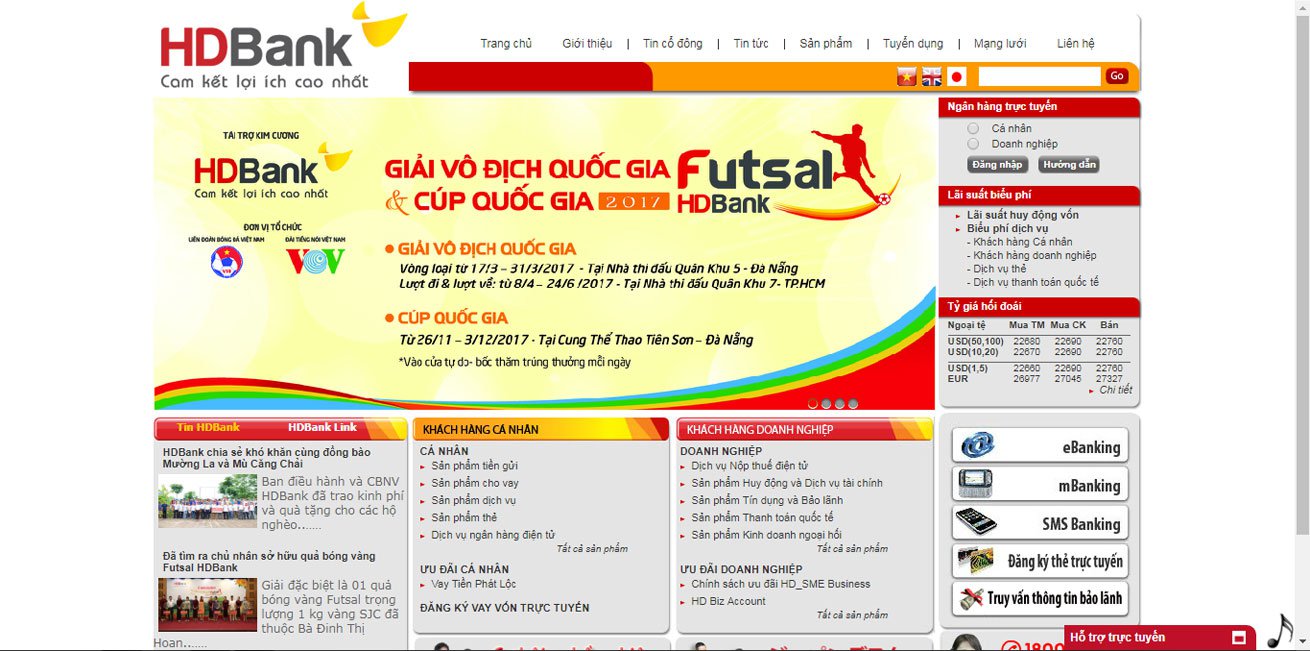 HDBank
Cam kết lợi ích cao nhất
Trang chủ Giới thiệu | Tin cổ đông | Tin tức | Sản phẩm | Tuyển dụng | Mạng lưới Liên hệ
Go
TÀI TRỢ KIM CƯƠNG
HDBank
Cam kết lợi ích cao nhất
ĐƠN VỊ TỔ CHỨC
LIÊN ĐOÀN BÓNG ĐÁ VIỆT NAM ĐÀI TIẾNG NÓI VIỆT NAM
VOV
GIẢI VÔ ĐỊCH QUỐC GIA
& CÚP QUỐC GIA 2017
Futsal
HDBank
GIẢI VÔ ĐỊCH QUỐC GIA
Vòng loại từ 17/3 – 31/3/2017 - Tại Nhà thi đấu Quân Khu 5 - Đà Nẵng
Lượt đi & lượt về: từ 8/4 – 24/6 /2017 - Tại Nhà thi đấu Quân Khu 7- TP.HCM
CÚP QUỐC GIA
Từ 26/11 – 3/12/2017 - Tại Cung Thể Thao Tiên Sơn – Đà Nẵng
*Vào cửa tự do- bốc thăm trúng thưởng mỗi ngày
Ngân hàng trực tuyến
Cá nhân
Doanh nghiệp
Đăng nhập Hướng dẫn
Lãi suất biểu phí
Lãi suất huy động vốn
Biểu phí dịch vụ
- Khách hàng Cá nhân
- Khách hàng doanh nghiệp
- Dịch vụ thẻ
- Dịch vụ thanh toán quốc tế
Tỷ giá hối đoái
Ngoại tệ Mua TM Mua CK Bán
USD(50,100) 22680 22690 22760
USD(10,20) 22670 22690 22760
USD(1,5) 22660 22690 22760
EUR 26977 27045 27327
Chi tiết
Tin HDBank HDBank Link
HDBank chia sẻ khó khăn cùng đồng bào
Mường La và Mù Căng Chải
Ban điều hành và CBNV
HDBank đã trao kinh phí
và quà tặng cho các hộ
nghèo.……
Đã tìm ra chủ nhân sở hữu quả bóng vàng
Futsal HDBank
Giải đặc biệt là 01 quả
bóng vàng Futsal trọng
lượng 1 kg vàng SJC đã
thuộc Bà Đinh Thị
Hoan.……
KHÁCH HÀNG CÁ NHÂN
CÁ NHÂN
Sản phẩm tiền gửi
Sản phẩm cho vay
Sản phẩm dịch vụ
Sản phẩm thẻ
Dịch vụ ngân hàng điện tử
Tất cả sản phẩm
ƯU ĐÃI CÁ NHÂN
Vay Tiền Phát Lộc
ĐĂNG KÝ VAY VỐN TRỰC TUYẾN
KHÁCH HÀNG DOANH NGHIỆP
DOANH NGHIỆP
Dịch vụ Nộp thuế điện tử
Sản phẩm Huy động và Dịch vụ tài chính
Sản phẩm Tín dụng và Bảo lãnh
Sản phẩm Thanh toán quốc tế
Sản phẩm Kinh doanh ngoại hối
Tất cả sản phẩm
ƯU ĐÃI DOANH NGHIỆP
Chính sách ưu đãi HD_SME Business
HD Biz Account
Tất cả sản phẩm
eBanking
mBanking
SMS Banking
Đăng ký thẻ trực tuyến
Truy vấn thông tin bảo lãnh
1800
Hỗ trợ trực tuyến